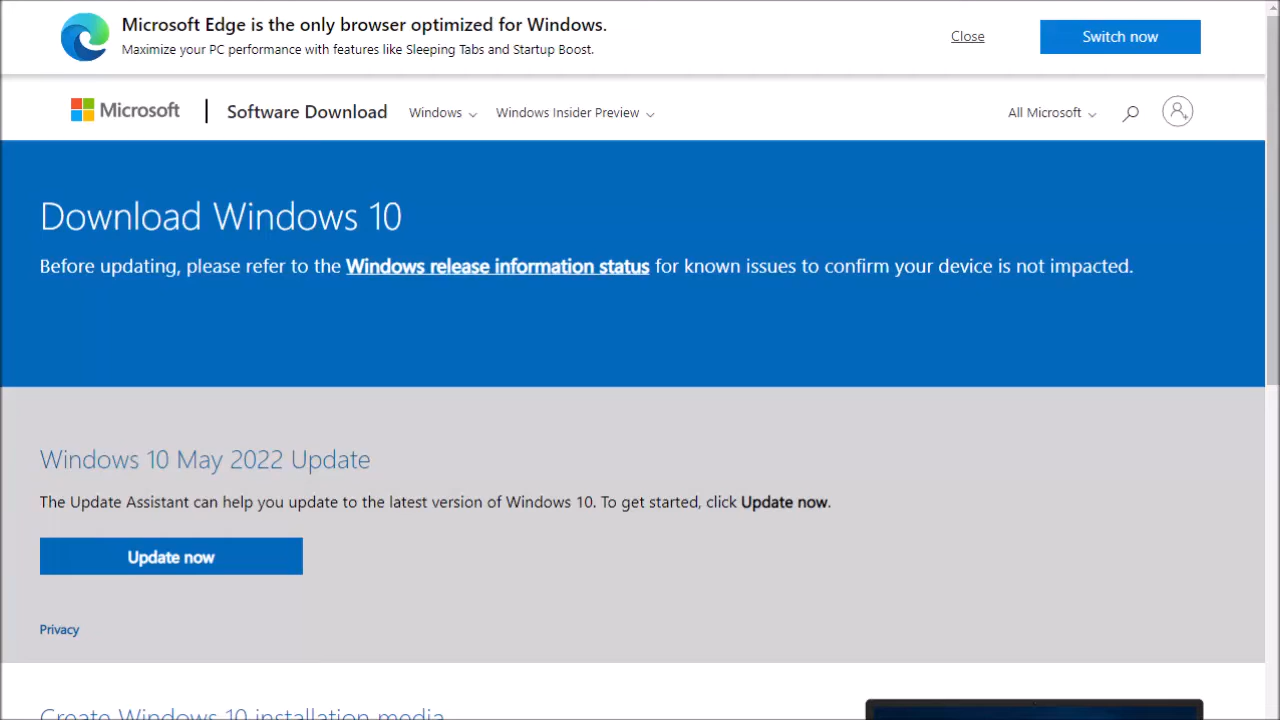 Microsoft Edge is the only browser optimized for Windows.
Maximize your PC performance with features like Sleeping Tabs and Startup Boost.
Close
Switch now
Microsoft
Software Download
Windows
Windows Insider Preview
All Microsoft
Download Windows 10
Before updating, please refer to the Windows release information status for known issues to confirm your device is not impacted.
Windows 10 May 2022 Update
The Update Assistant can help you update to the latest version of Windows 10. To get started, click Update now.
Update now
Privacy
Create Windows 10 installation media